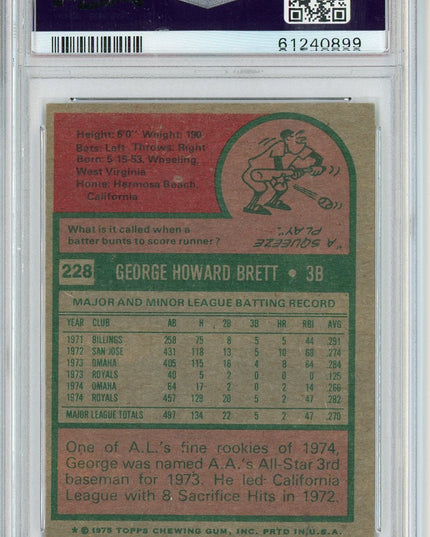 61240899
Height: 6'0" Weight: 190
Bats: Left Throws: Right
Born: 5-15-53, Wheeling,
West Virginia
Home: Hermosa Beach,
California
What is it called when a
batter bunts to score runner?
"A SQUEEZE
PLAY".
228 GEORGE HOWARD BRETT • 3B
MAJOR AND MINOR LEAGUE BATTING RECORD
YEAR CLUB AB H 2B 3B HR RBI AVG
1971 BILLINGS 258 75 8 5 5 44 .291
1972 SAN JOSE 431 118 13 5 10 68 .274
1973 OMAHA 405 115 16 4 8 64 .284
1973 ROYALS 40 5 2 0 0 0 .125
1974 OMAHA 64 17 2 0 2 14 .266
1974 ROYALS 457 129 20 5 2 47 .282
MAJOR LEAGUE TOTALS 497 134 22 5 2 47 .270
One of A.L.'s fine rookies of 1974,
George was named A.A.'s All-Star 3rd
baseman for 1973. He led California
League with 8 Sacrifice Hits in 1972.
★ © 1975 TOPPS CHEWING GUM, INC. PRTD IN U.S.A.